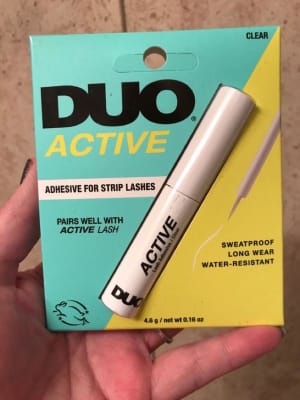 CLEAR
DUO®
ACTIVE
ADHESIVE FOR STRIP LASHES
PAIRS WELL WITH
ACTIVE LASH
ACTIVE
DUO
SWEATPROOF
LONG WEAR
WATER-RESISTANT
4.6 g / net wt 0.16 oz